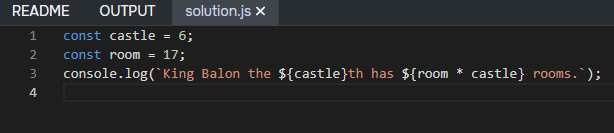 README OUTPUT solution.js ×
1 const castle = 6;
2 const room = 17;
3 console.log(`King Balon the ${castle}th has ${room * castle} rooms.`);
4